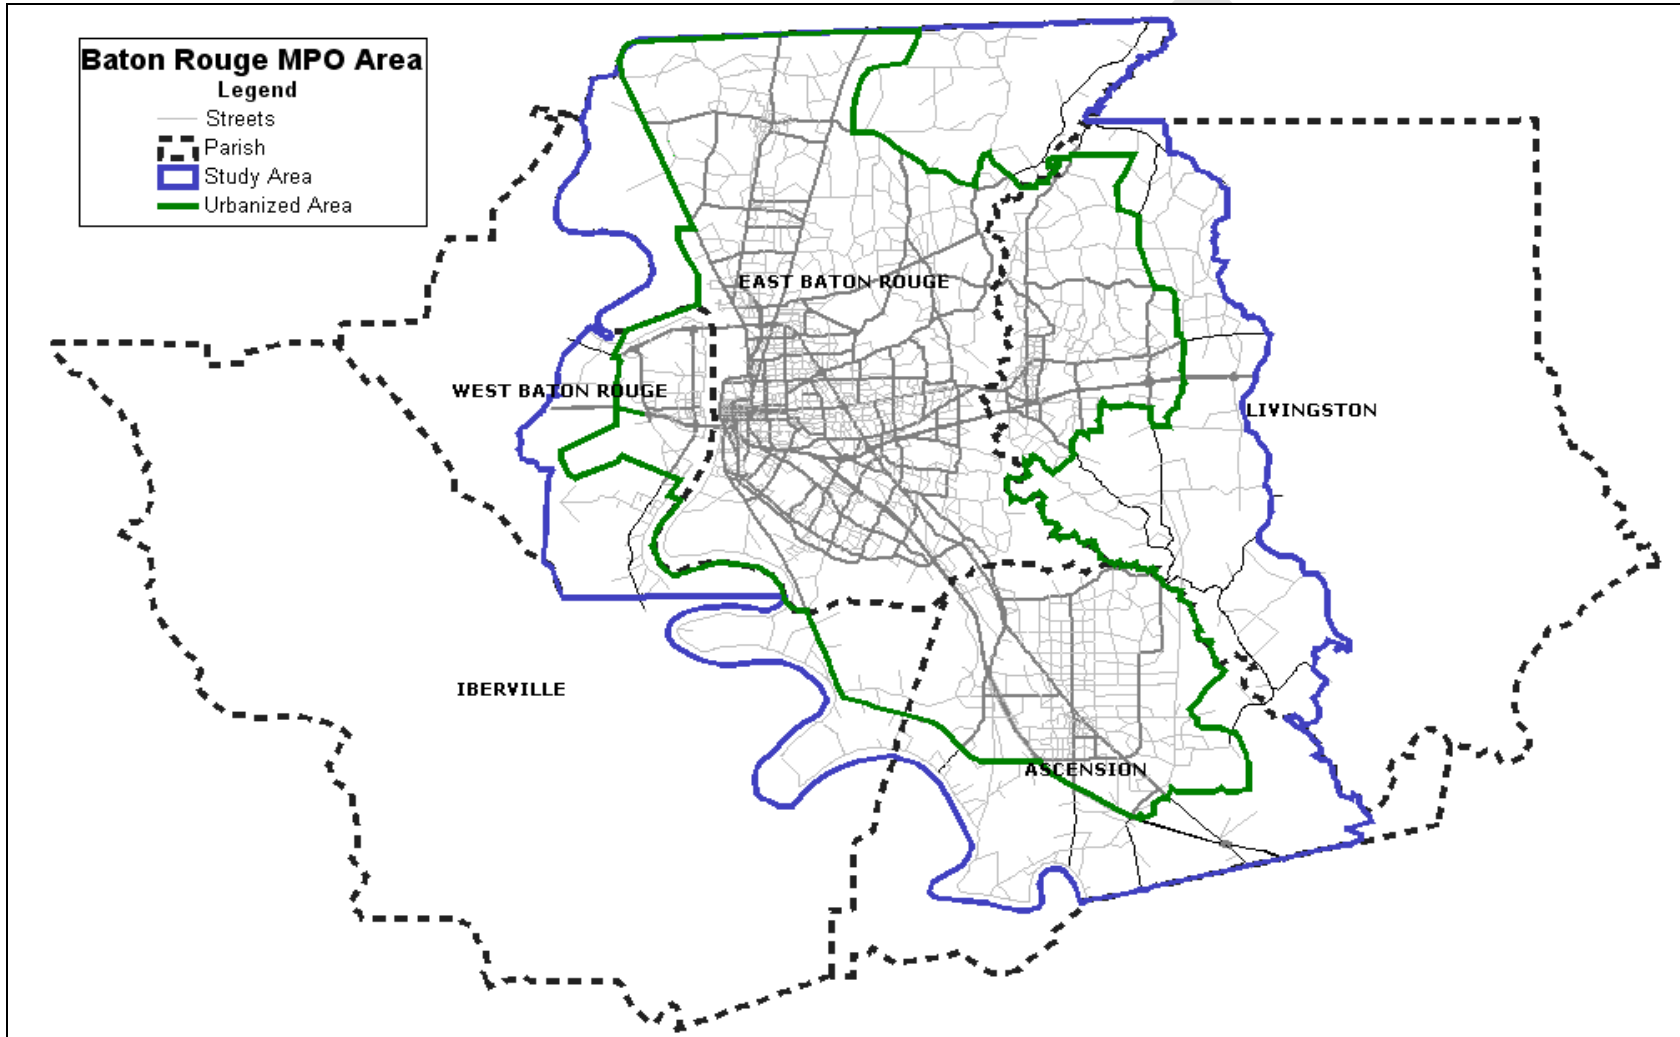 Baton Rouge MPO Area
Legend
Streets
Parish
Study Area
Urbanized Area
EAST BATON ROUGE
WEST BATON ROUGE
LIVINGSTON
IBERVILLE
ASCENSION